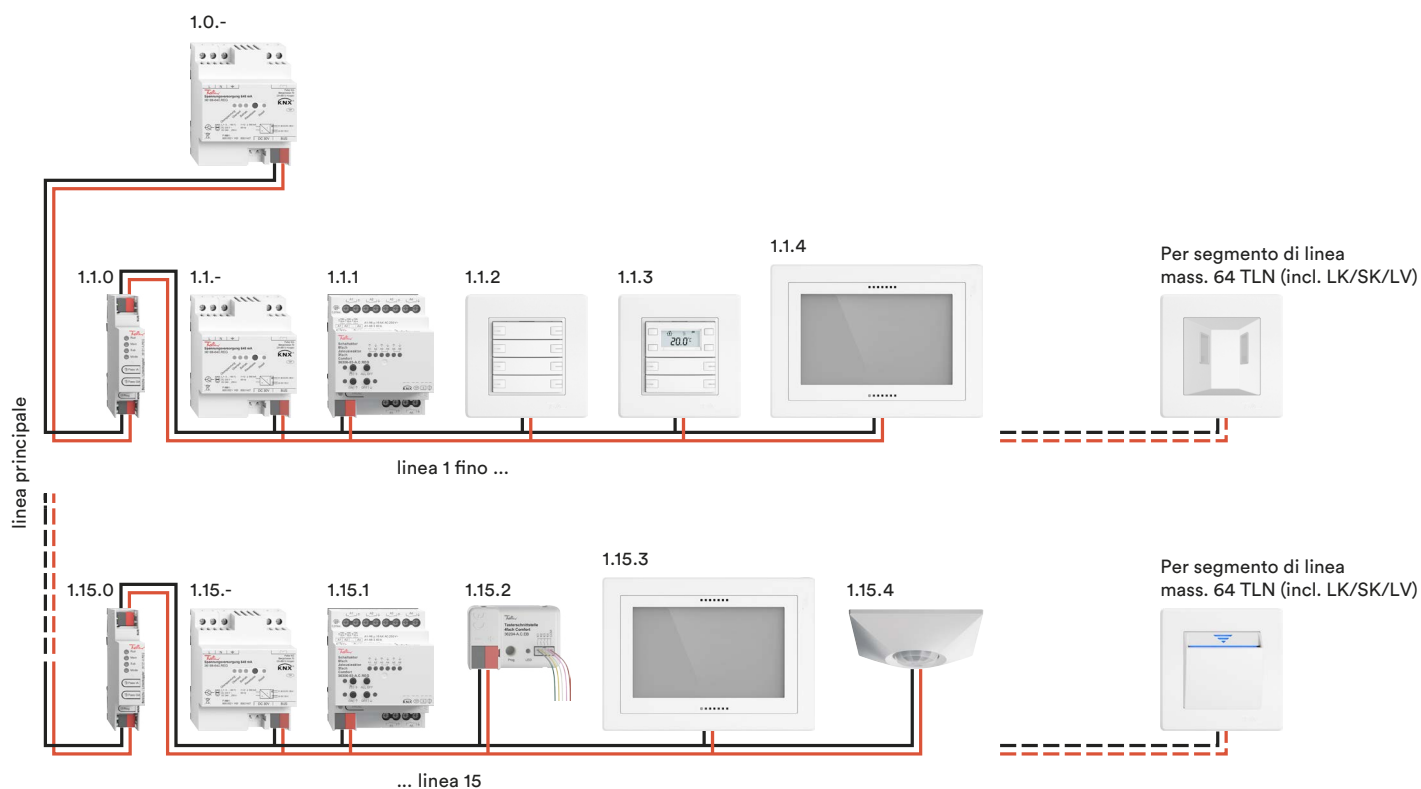 1.0.-
KNX
linea principale
1.1.4
Per segmento di linea
mass. 64 TLN (incl. LK/SK/LV)
1.1.0
1.1.-
1.1.1
1.1.2
1.1.3
KNX
20.0°C
linea 1 fino ...
1.15.3
Per segmento di linea
mass. 64 TLN (incl. LK/SK/LV)
1.15.0
1.15.-
1.15.1
1.15.2
1.15.4
KNX
... linea 15